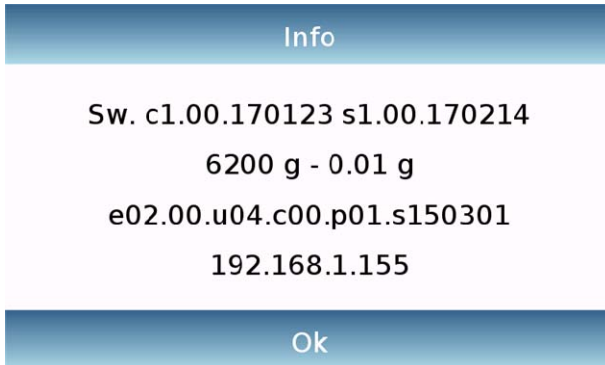 Info
Sw. c1.00.170123 s1.00.170214
6200 g - 0.01 g
e02.00.u04.c00.p01.s150301
192.168.1.155
Ok